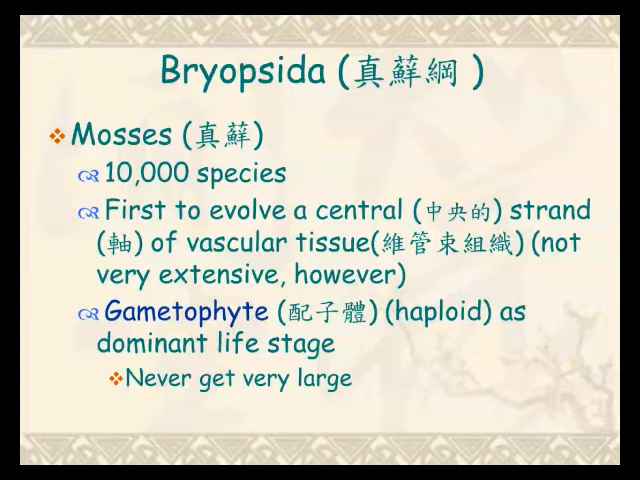 Bryopsida (真蘚綱 )
Mosses (真蘚)
10,000 species
First to evolve a central (中央的) strand
(軸) of vascular tissue(維管束組織) (not
very extensive, however)
Gametophyte (配子體) (haploid) as
dominant life stage
Never get very large